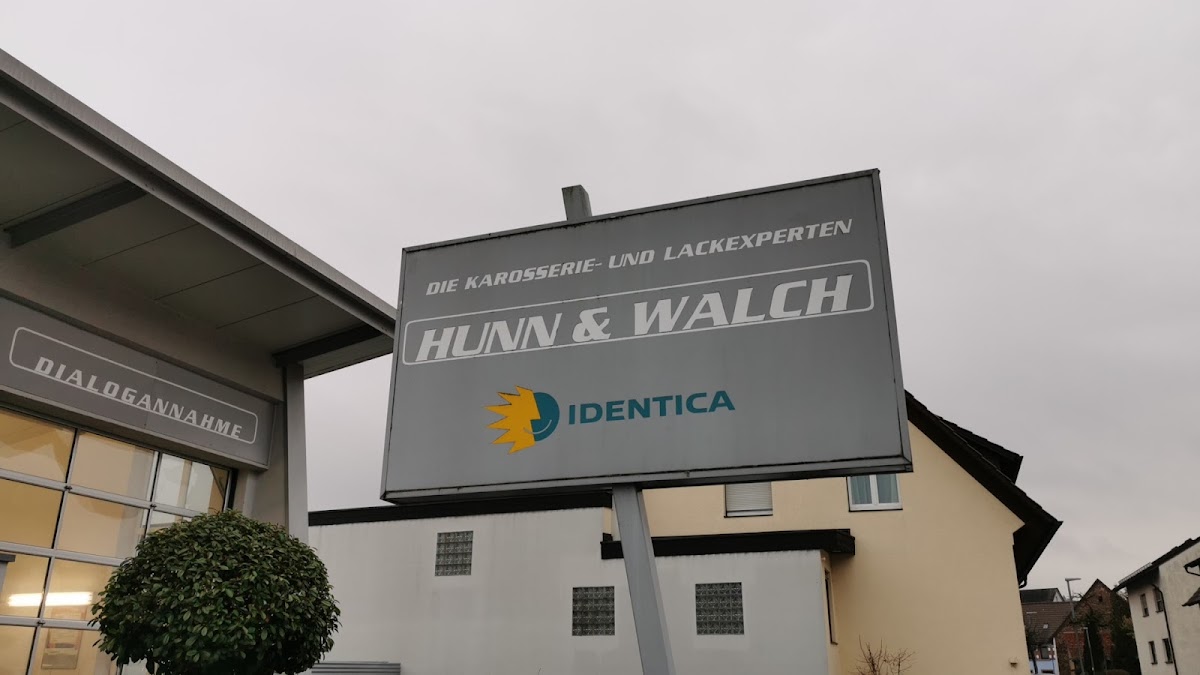 DIE KAROSSERIE- UND LACKEXPERTEN
HUNN & WALCH
IDENTICA
DIALOGANNAHME